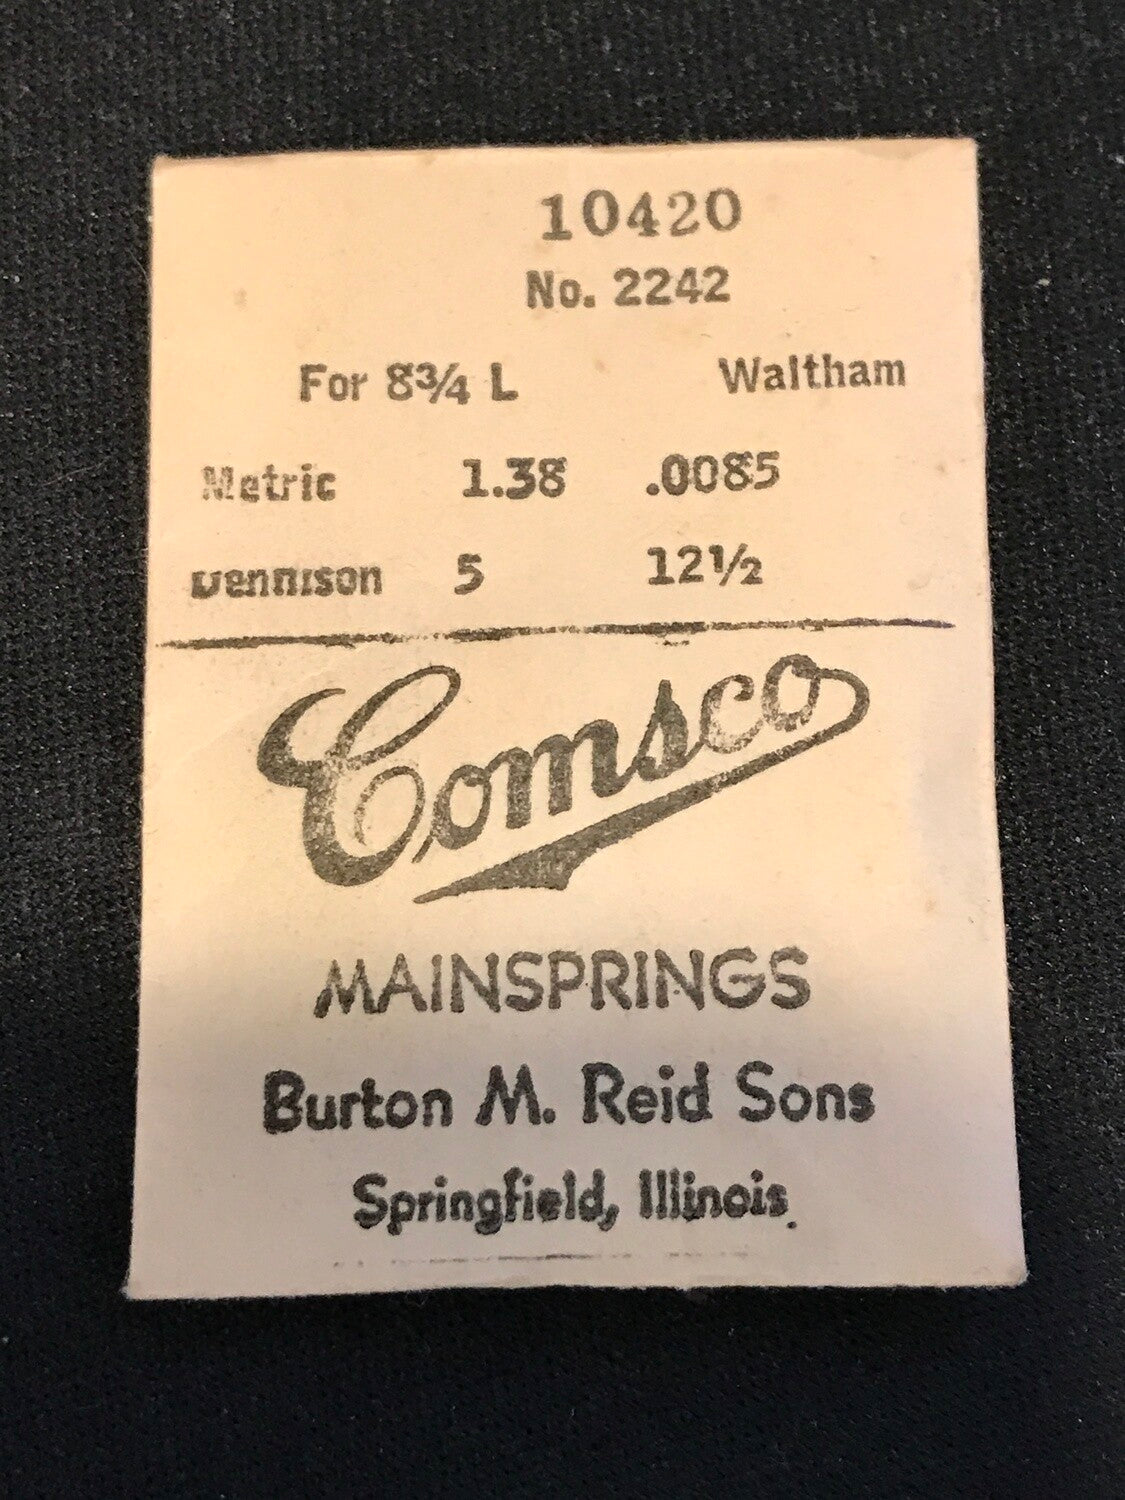 10420
No. 2242
For 8¾ L Waltham
Metric 1.38 .0085
Dennison 5 12½
Comsco
MAINSPRINGS
Burton M. Reid Sons
Springfield, Illinois.